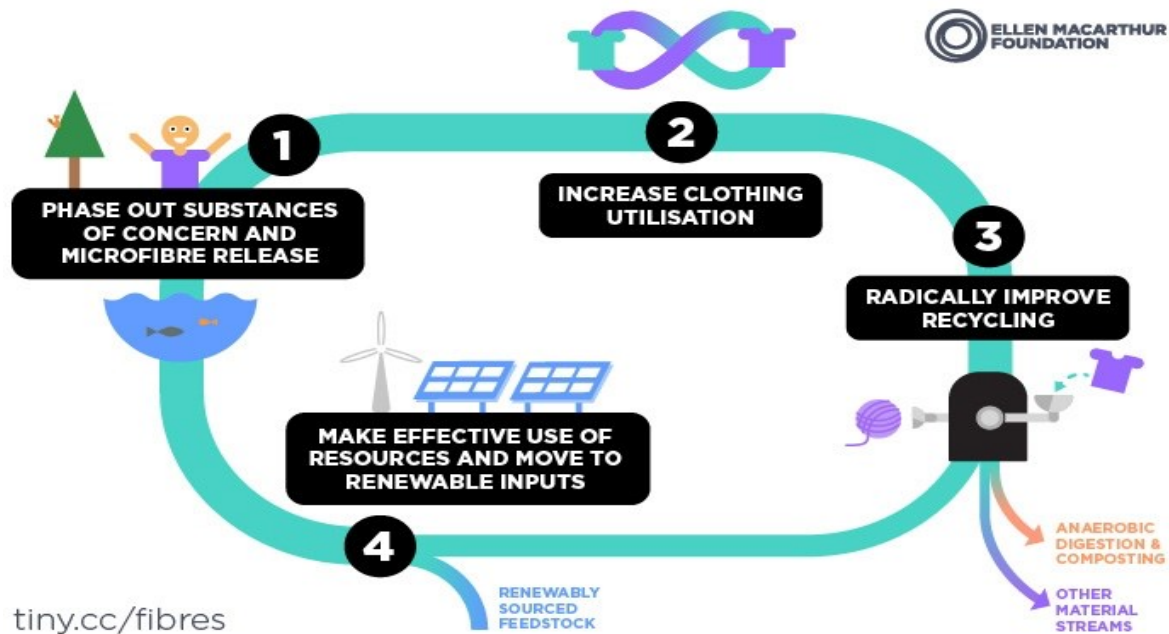 ELLEN MACARTHUR
FOUNDATION
1
PHASE OUT SUBSTANCES
OF CONCERN AND
MICROFIBRE RELEASE
2
INCREASE CLOTHING
UTILISATION
3
RADICALLY IMPROVE
RECYCLING
MAKE EFFECTIVE USE OF
RESOURCES AND MOVE TO
RENEWABLE INPUTS
4
ANAEROBIC
DIGESTION &
COMPOSTING
OTHER
MATERIAL
STREAMS
RENEWABLY
SOURCED
FEEDSTOCK
tiny.cc/fibres